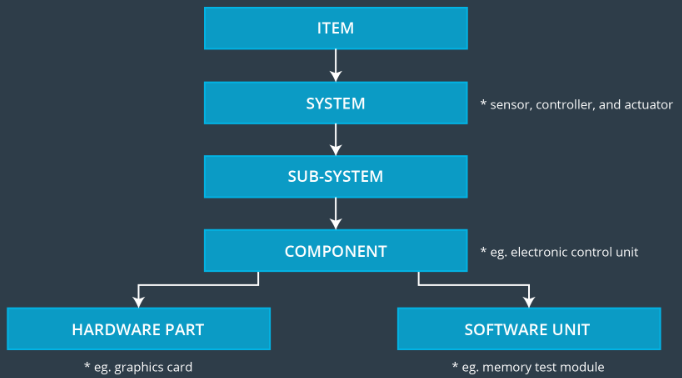 ITEM
SYSTEM
* sensor, controller, and actuator
SUB-SYSTEM
COMPONENT
* eg. electronic control unit
HARDWARE PART
SOFTWARE UNIT
* eg. graphics card
* eg. memory test module